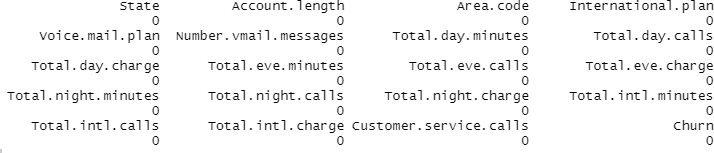 State Account.length Area.code International.plan
0 0 0 0
Voice.mail.plan Number.vmail.messages Total.day.minutes Total.day.calls
0 0 0 0
Total.day.charge Total.eve.minutes Total.eve.calls Total.eve.charge
0 0 0 0
Total.night.minutes Total.night.calls Total.night.charge Total.intl.minutes
0 0 0 0
Total.intl.calls Total.intl.charge Customer.service.calls Churn
0 0 0 0